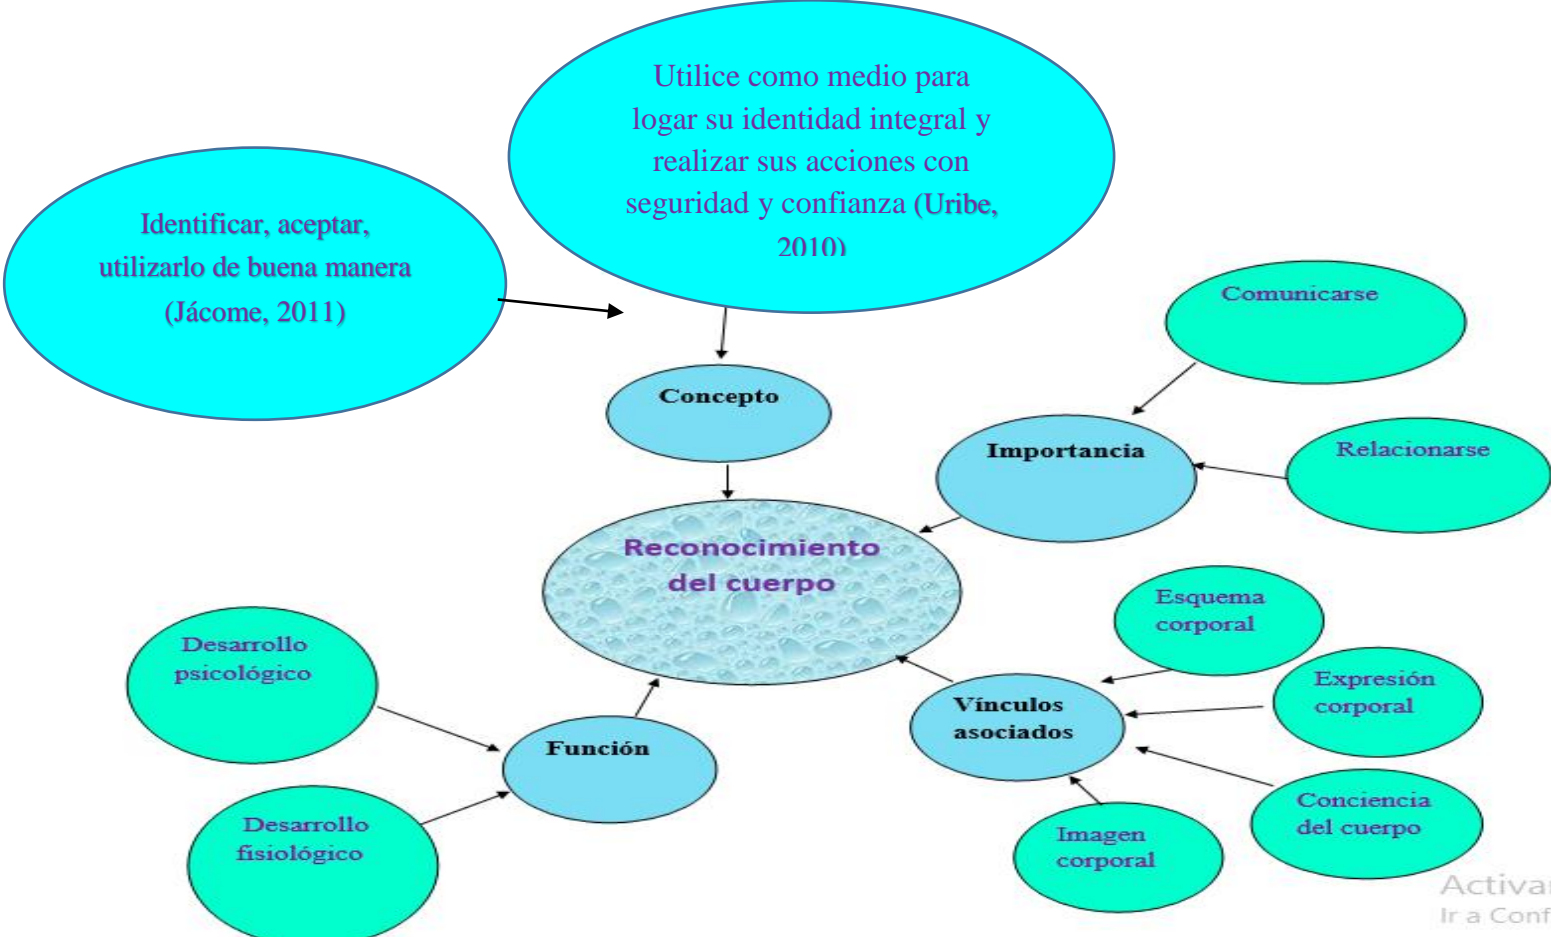 Utilice como medio para
logar su identidad integral y
realizar sus acciones con
seguridad y confianza (Uribe,
2010)
Identificar, aceptar,
utilizarlo de buena manera
(Jácome, 2011)
Comunicarse
Concepto
Importancia
Relacionarse
Reconocimiento
del cuerpo
Esquema
corporal
Desarrollo
psicológico
Expresión
corporal
Vínculos
asociados
Función
Conciencia
del cuerpo
Desarrollo
fisiológico
Imagen
corporal
Ir a